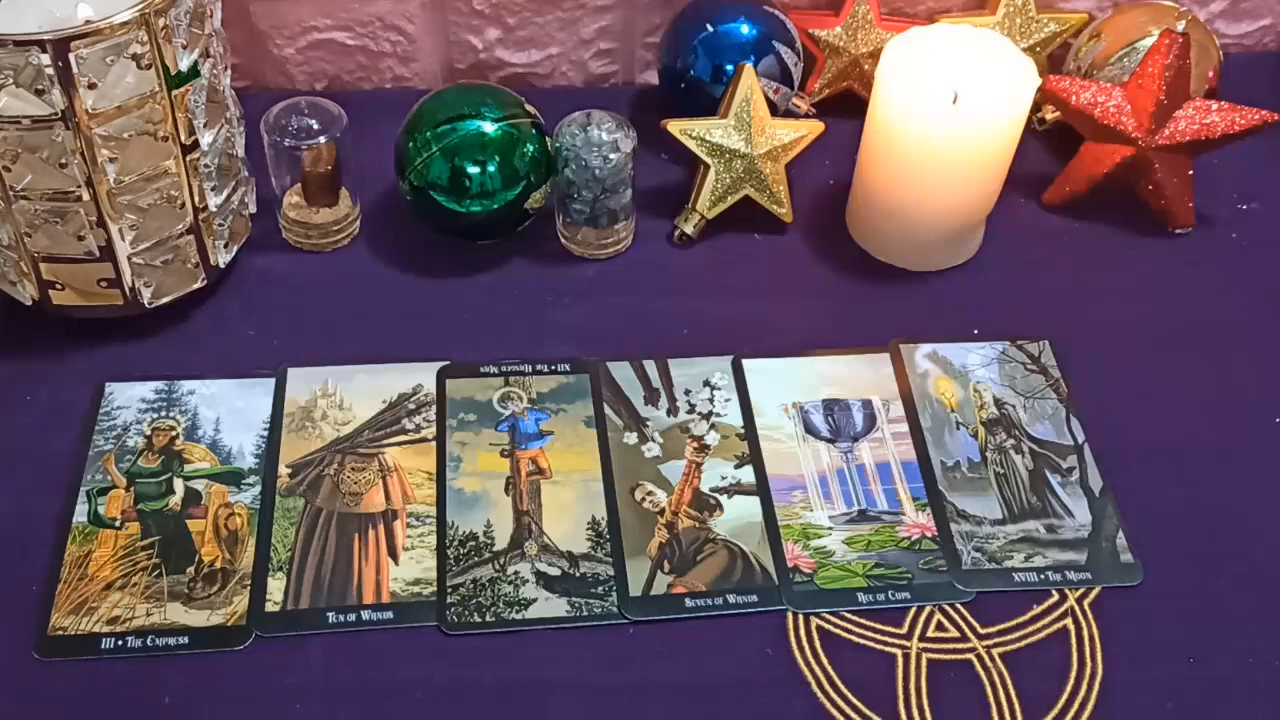 III • THE EMPRESS
TEN OF WANDS
XII • THE HANGED MAN
SEVEN OF WANDS
ACE OF CUPS
XVIII • THE MOON